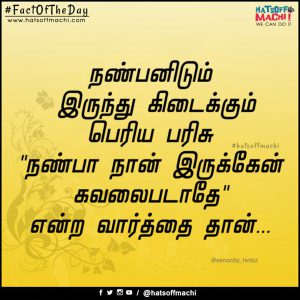 #FactOfTheDay
www.hatsoffmachi.com
HATSOFF
MACHI!
WE CAN DO IT
நண்பனிடும்
இருந்து கிடைக்கும்
பெரிய பரிசு
#hatsoffmachi
"நண்பா நான் இருக்கேன்
கவலைபடாதே"
என்ற வார்த்தை தான்...
@senorita_twitzz
/ @hatsoffmachi